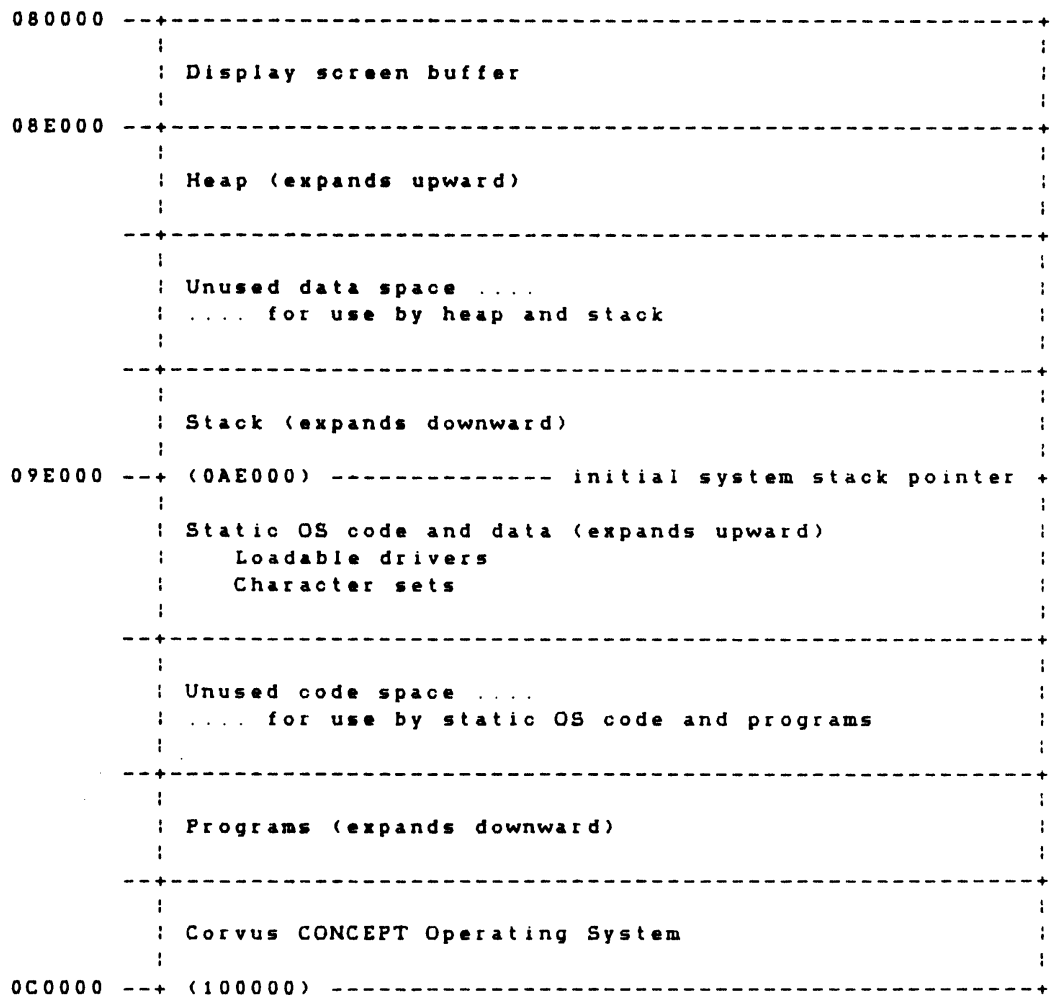 080000 --+---------------------------------------------------------+
Display screen buffer
08E000 --+---------------------------------------------------------+
Heap (expands upward)
--+---------------------------------------------------------+
Unused data space ....
.... for use by heap and stack
--+---------------------------------------------------------+
Stack (expands downward)
09E000 --+ (0AE000) -------------- initial system stack pointer +
Static OS code and data (expands upward)
Loadable drivers
Character sets
--+---------------------------------------------------------+
Unused code space ....
.... for use by static OS code and programs
--+---------------------------------------------------------+
Programs (expands downward)
--+---------------------------------------------------------+
Corvus CONCEPT Operating System
0C0000 --+ (100000) -----------------------------------------------+